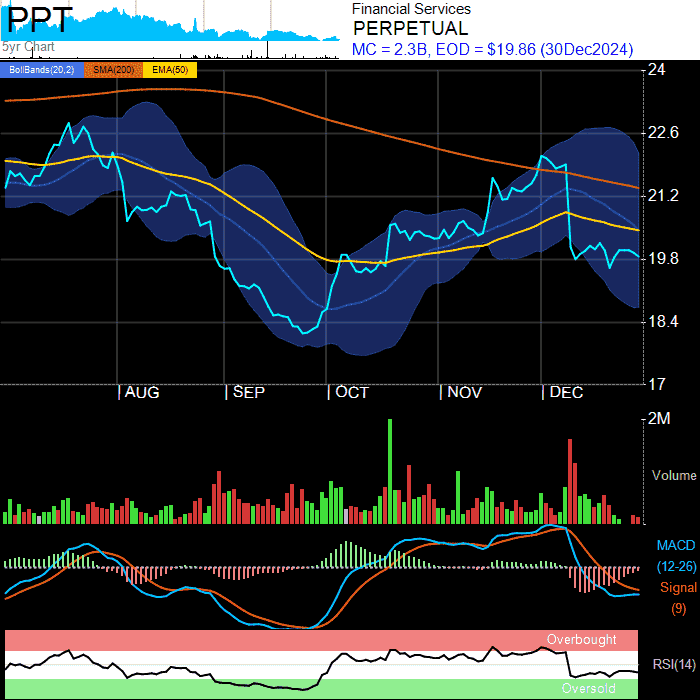 PPT
5yr Chart
Financial Services
PERPETUAL
MC = 2.3B, EOD = $19.86 (30Dec2024)
BollBands(20,2) SMA(200) EMA(50)
24
22.6
21.2
19.8
18.4
17
| AUG | SEP | OCT | NOV | DEC
2M
Volume
MACD
(12-26)
Signal
(9)
Overbought
RSI(14)
Oversold